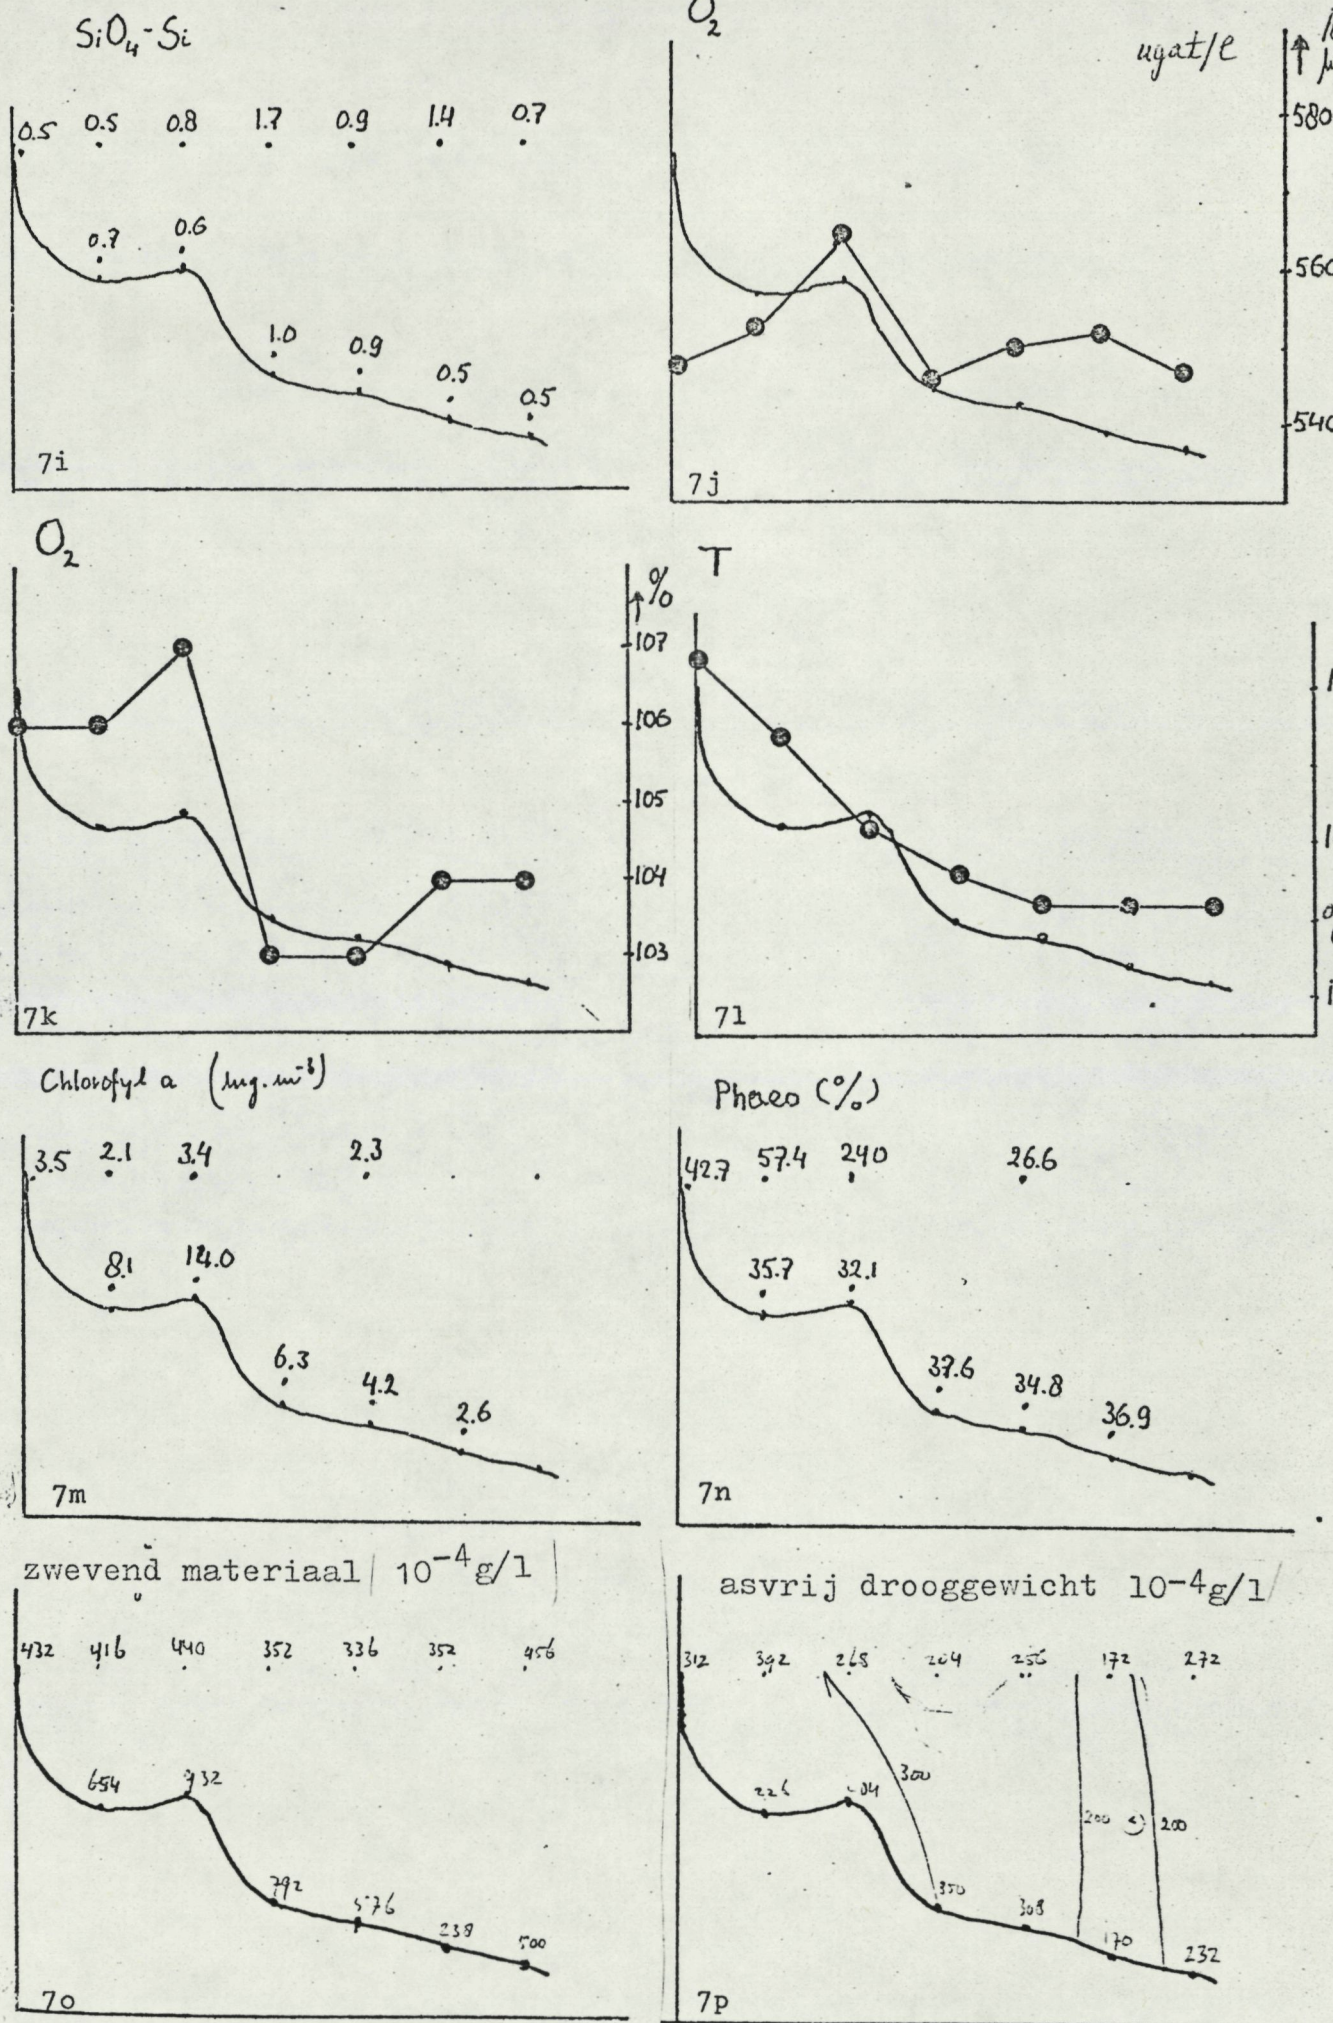 SiO4-Si
0.5 0.5 0.8 1.7 0.9 1.4 0.7
0.7 0.6
1.0 0.9 0.5 0.5
7i
O2
ugat/l
580
560
540
7j
O2
%
107
106
105
104
103
7k
T
7l
Chlorofyl a (mg.m-3)
3.5 2.1 3.4 2.3
8.1 14.0
6.3 4.2 2.6
7m
Phaeo (%)
42.7 57.4 240 26.6
35.7 32.1
37.6 34.8 36.9
7n
zwevend materiaal 10-4g/l
432 416 440 352 336 352 456
654 932
792 576 238 500
7o
asvrij drooggewicht 10-4g/l
312 392 268 204 256 172 272
226
300
200 200
350 308 170 232
7p